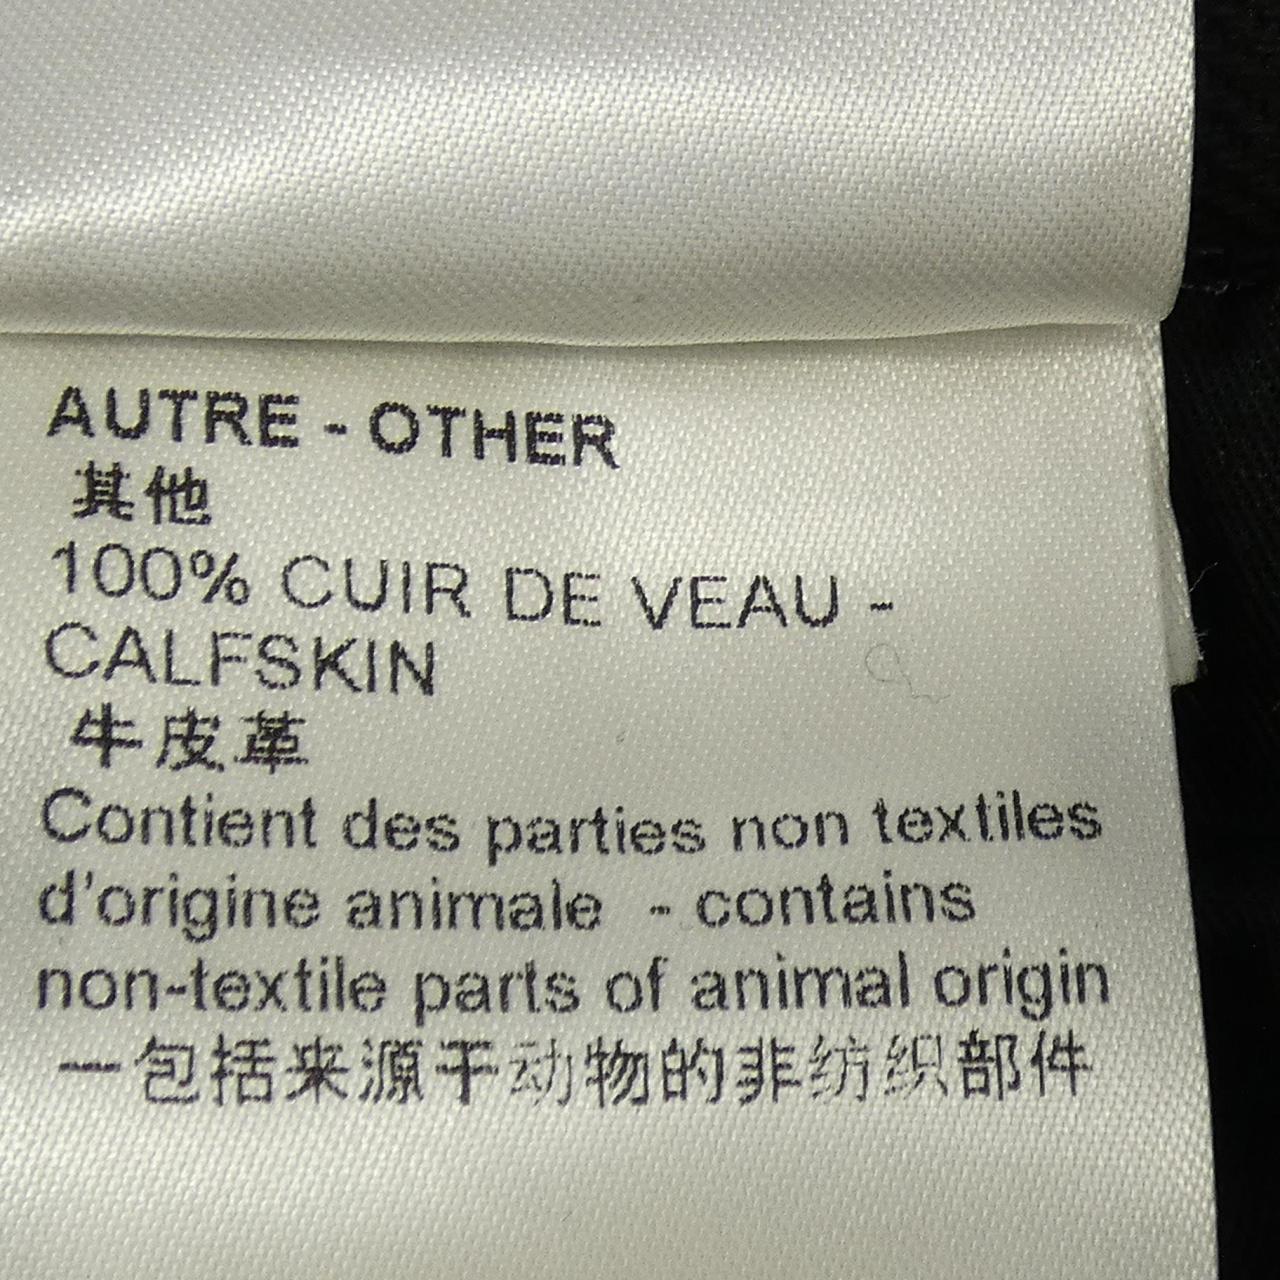 AUTRE - OTHER
其他
100% CUIR DE VEAU -
CALFSKIN
牛皮革
Contient des parties non textiles
d'origine animale - contains
non-textile parts of animal origin
一包括来源于动物的非纺织部件